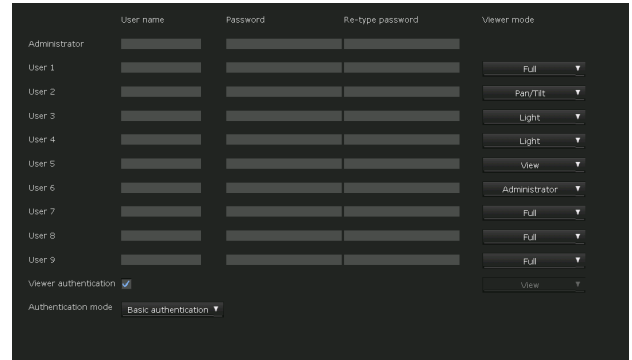 User name Password Re-type password Viewer mode
Administrator
User 1 Full
User 2 Pan/Tilt
User 3 Light
User 4 Light
User 5 View
User 6 Administrator
User 7 Full
User 8 Full
User 9 Full
Viewer authentication View
Authentication mode Basic authentication